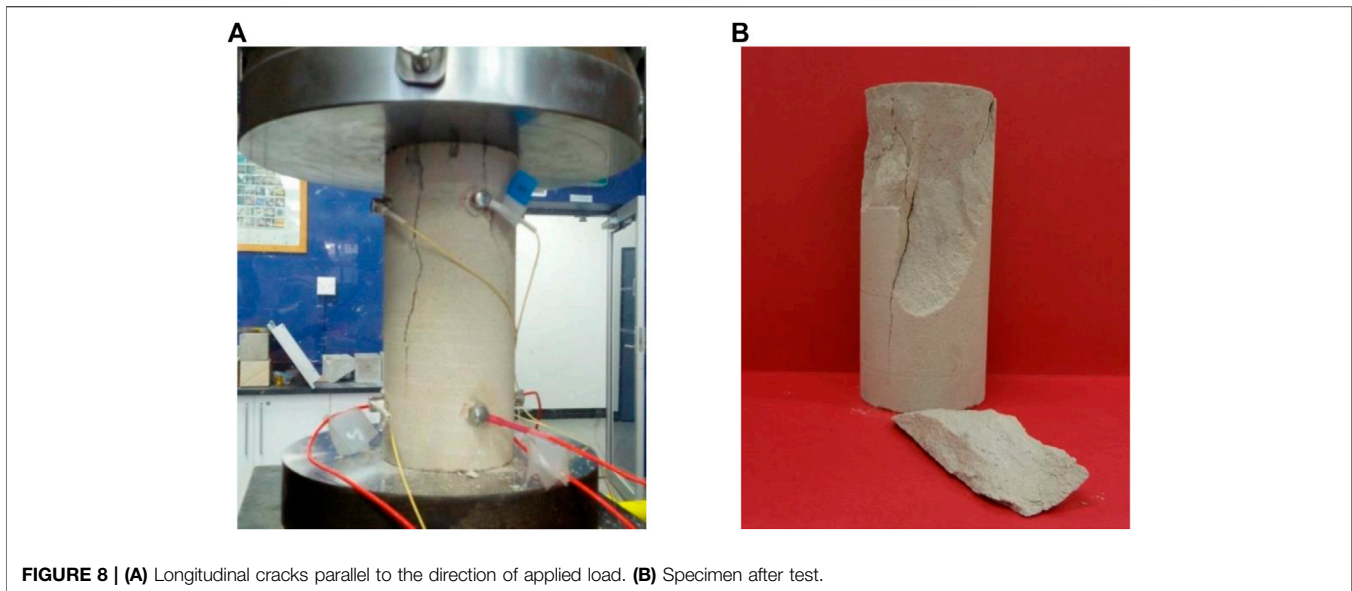 A
B
FIGURE 8 | (A) Longitudinal cracks parallel to the direction of applied load. (B) Specimen after test.